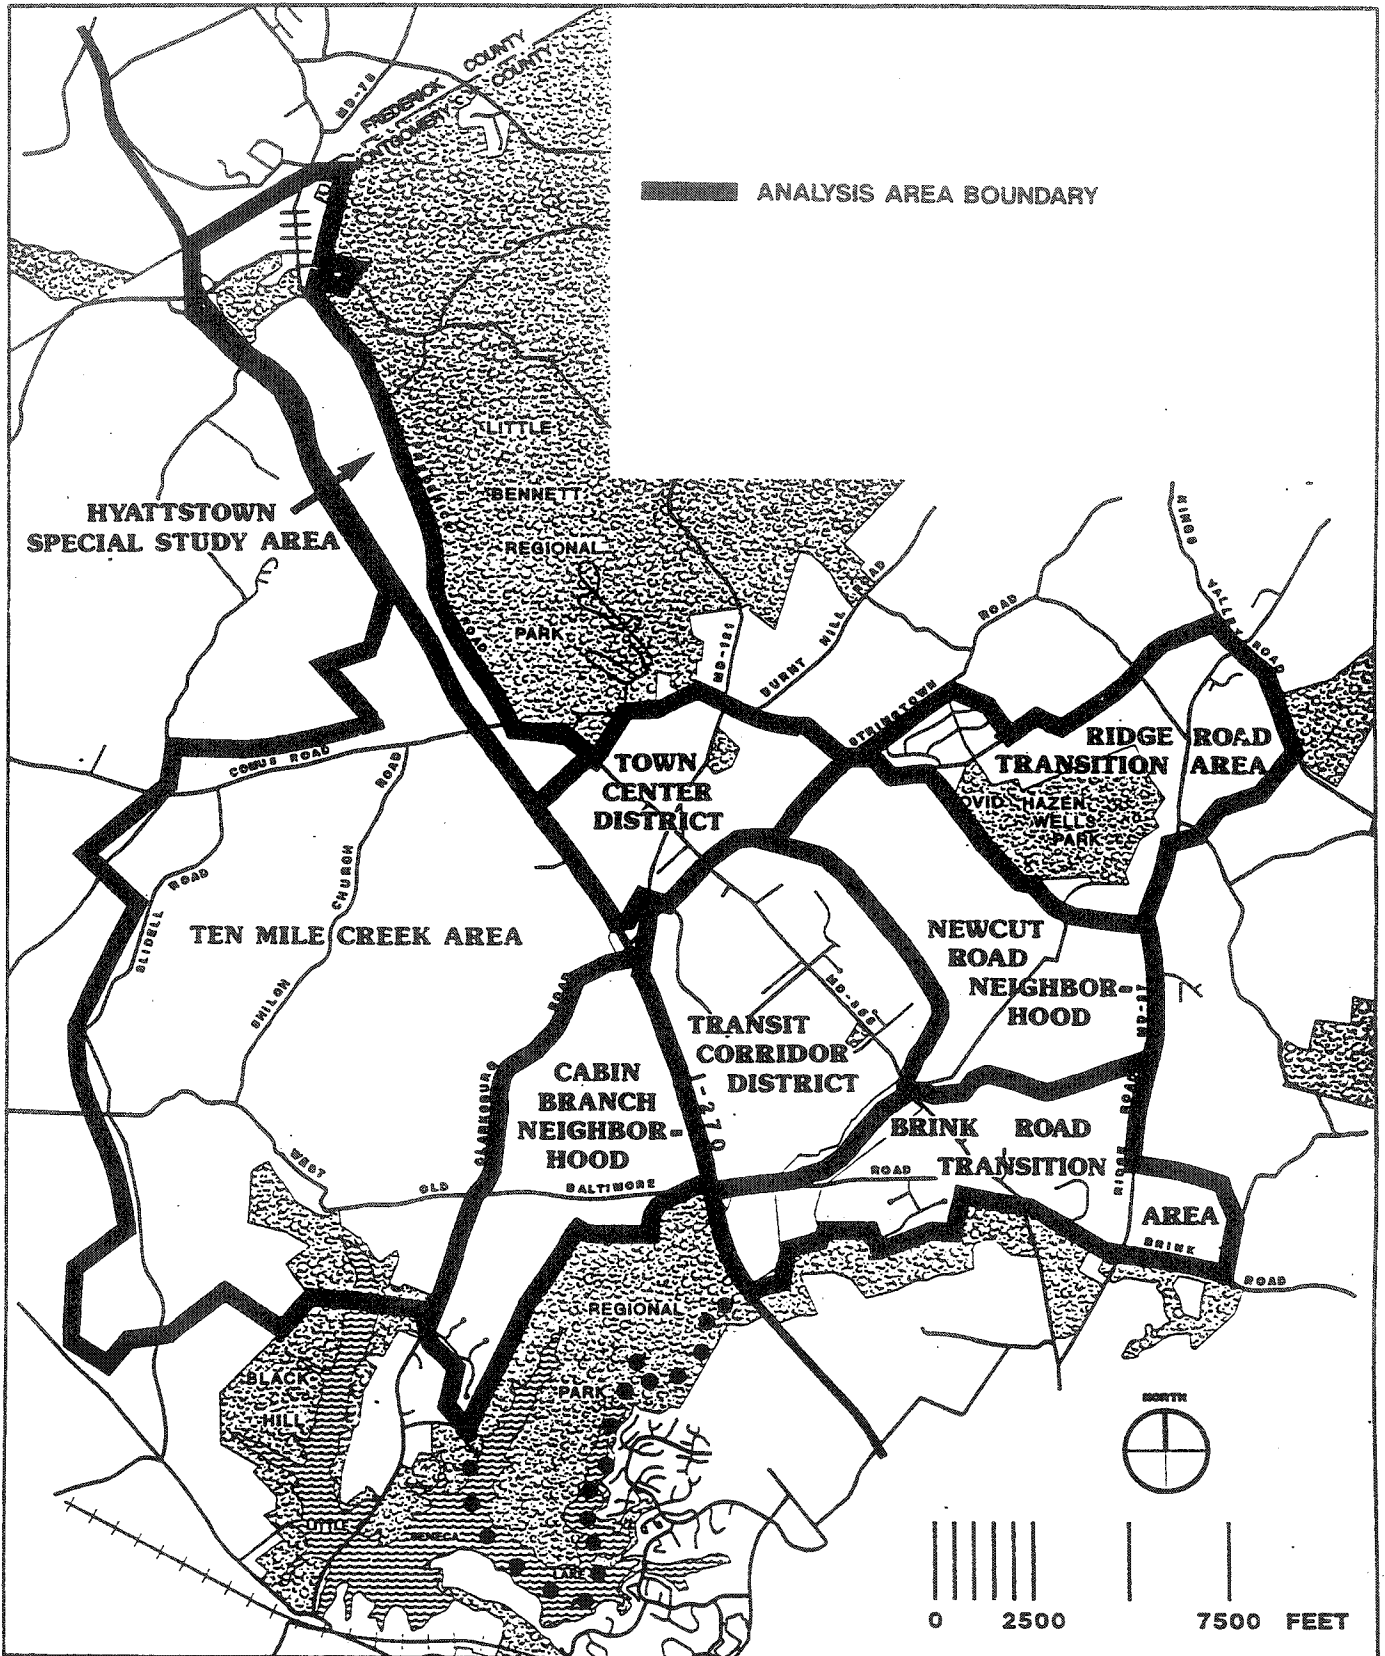 FREDERICK COUNTY
MONTGOMERY COUNTY
MD-75
ANALYSIS AREA BOUNDARY
LITTLE
BENNETT
REGIONAL
PARK
HYATTSTOWN
SPECIAL STUDY AREA
ROAD
KINGS VALLEY ROAD
MD-121
BURNT HILL ROAD
ROAD
STRINGTOWN
RIDGE ROAD
TRANSITION AREA
TOWN
CENTER
DISTRICT
COMUS ROAD
OVID HAZEN
WELLS
PARK
SLIDELL ROAD
SHILOH CHURCH ROAD
TEN MILE CREEK AREA
NEWCUT
ROAD
NEIGHBOR-
HOOD
MD-27
MD-355
TRANSIT
CORRIDOR
DISTRICT
CLARKSBURG ROAD
CABIN
BRANCH
NEIGHBOR-
HOOD
I-270
BRINK ROAD
TRANSITION
AREA
RIDGE ROAD
WEST OLD BALTIMORE ROAD
BRINK ROAD
REGIONAL
PARK
BLACK
HILL
LITTLE SENECA LAKE
NORTH
0 2500 7500 FEET